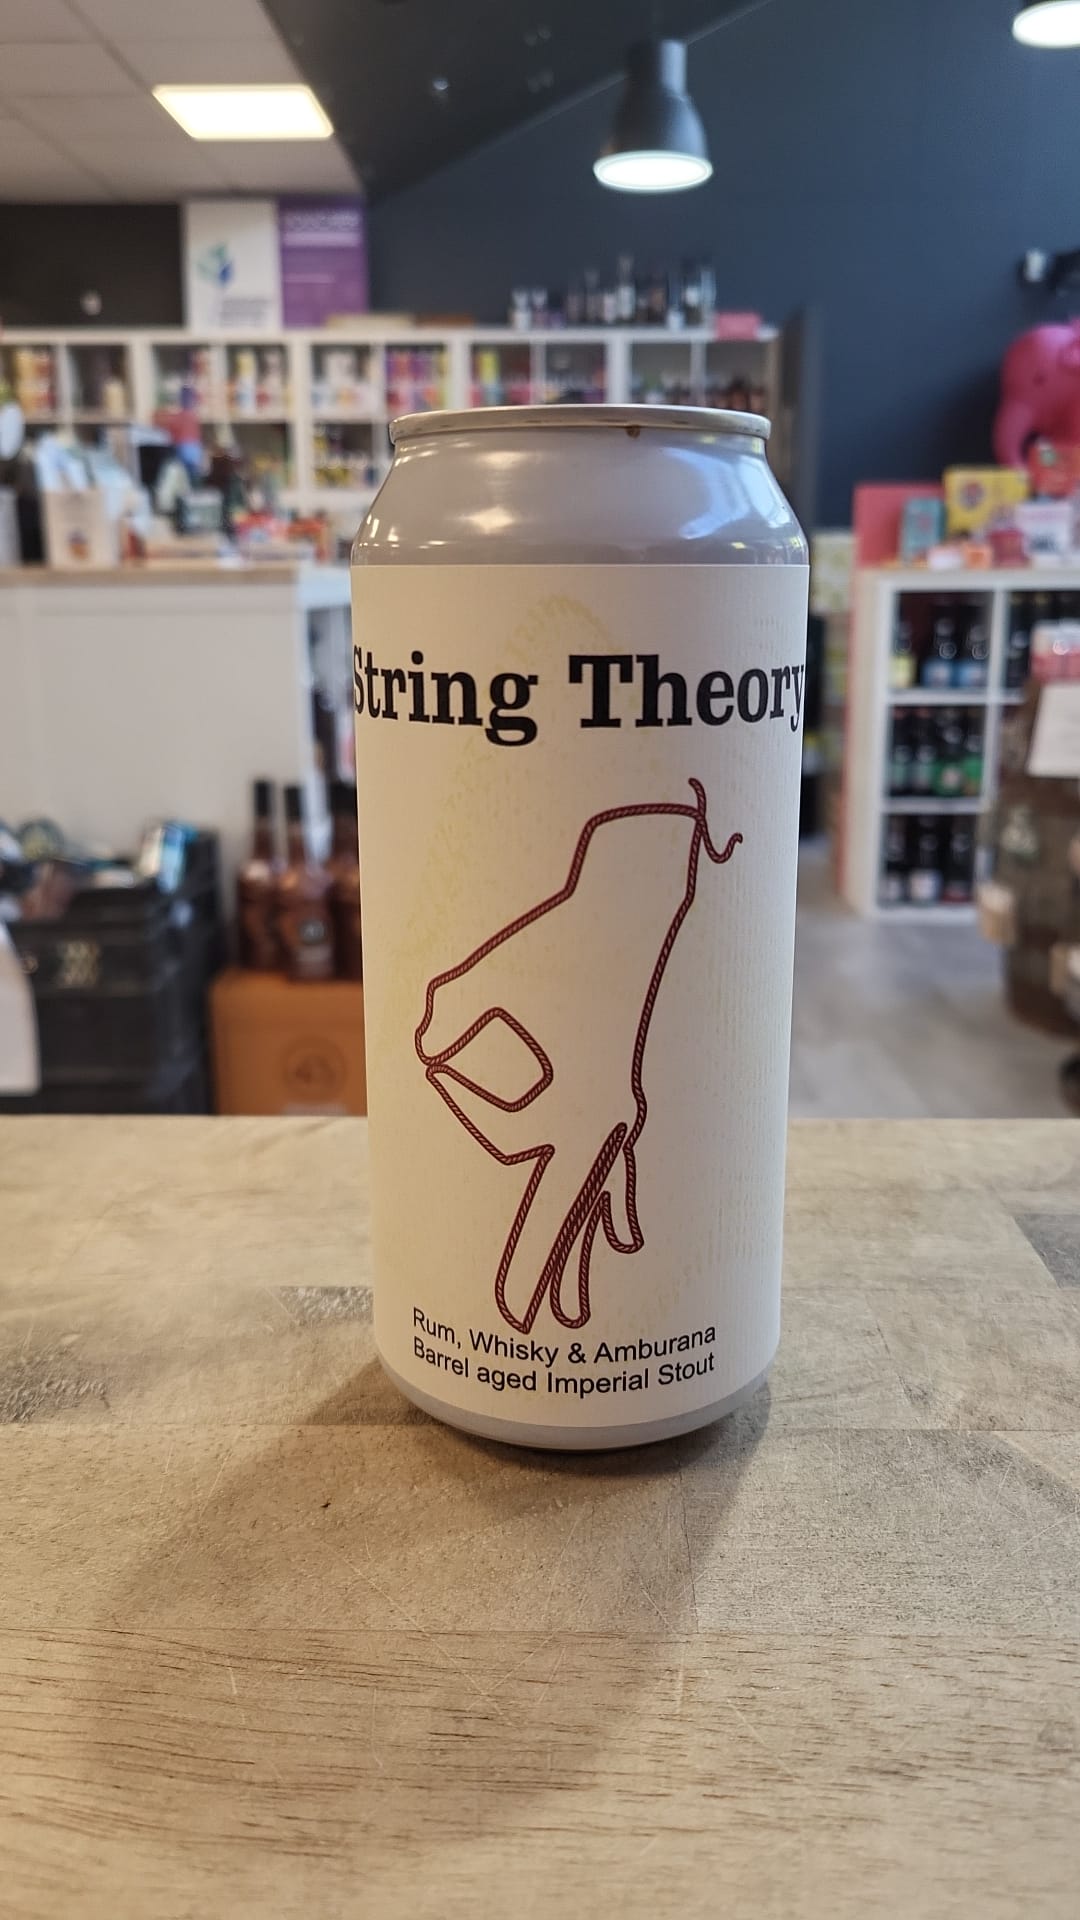 String Theory
Rum, Whisky & Amburana
Barrel aged Imperial Stout